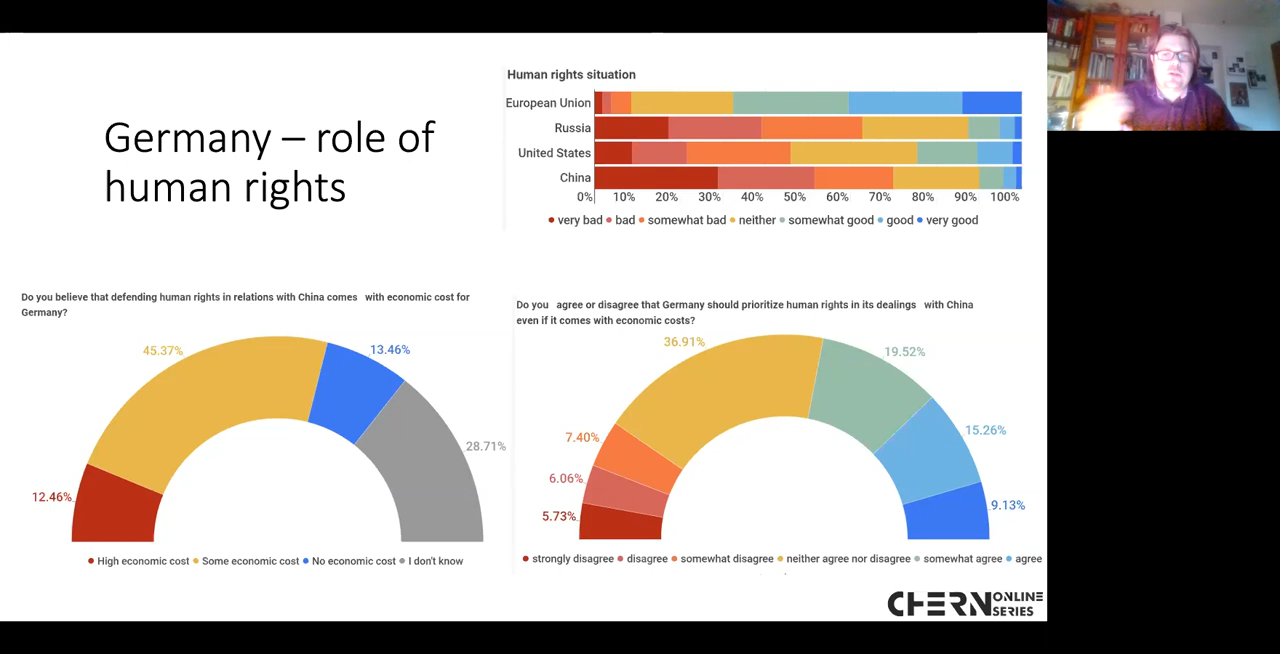 Germany – role of
human rights
Human rights situation
European Union
Russia
United States
China
0% 10% 20% 30% 40% 50% 60% 70% 80% 90% 100%
very bad bad somewhat bad neither somewhat good good very good
Do you believe that defending human rights in relations with China comes with economic cost for
Germany?
45.37%
13.46%
28.71%
12.46%
High economic cost Some economic cost No economic cost I don't know
Do you agree or disagree that Germany should prioritize human rights in its dealings with China
even if it comes with economic costs?
36.91%
19.52%
7.40%
15.26%
6.06%
9.13%
5.73%
strongly disagree disagree somewhat disagree neither agree nor disagree somewhat agree agree
CHERN ONLINE
SERIES